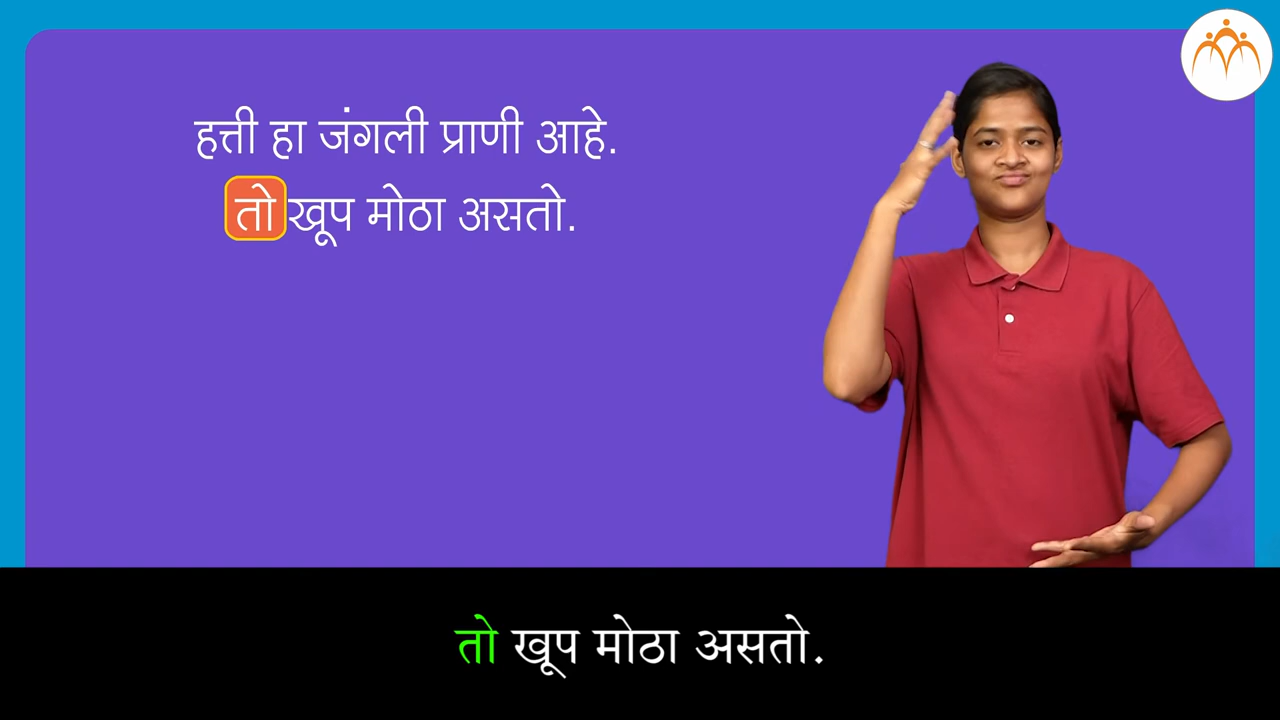 हत्ती हा जंगली प्राणी आहे.
तो खूप मोठा असतो.
तो खूप मोठा असतो.